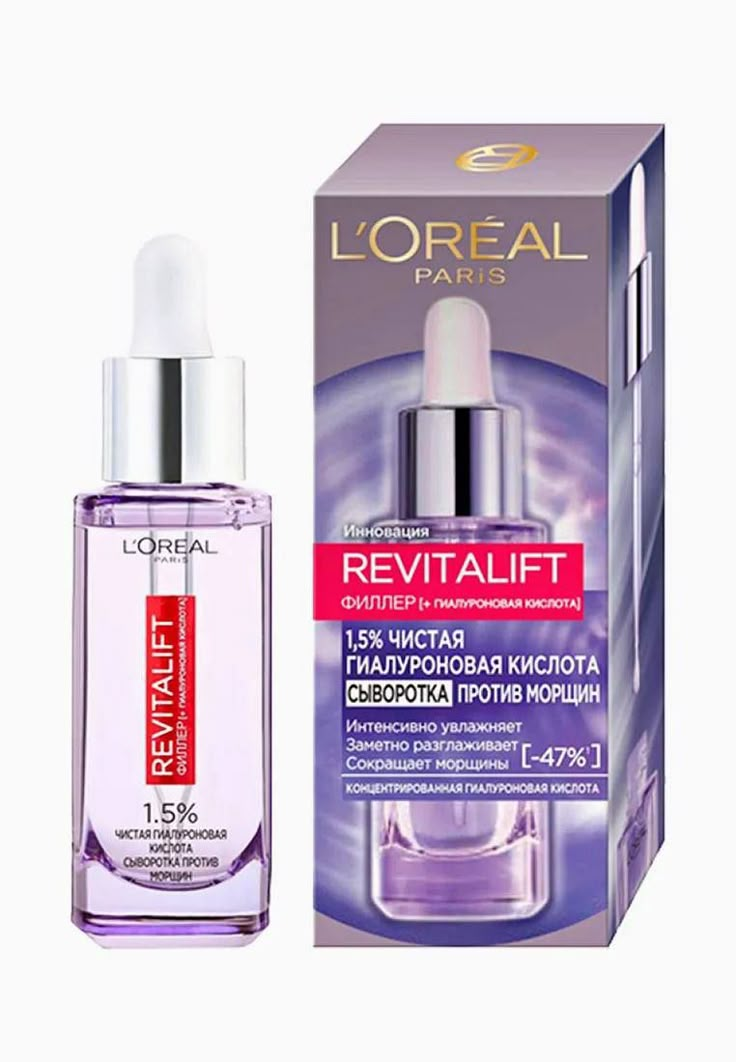 L'ORÉAL
PARIS
Инновация
REVITALIFT
ФИЛЛЕР [+ ГИАЛУРОНОВАЯ КИСЛОТА]
1,5% ЧИСТАЯ
ГИАЛУРОНОВАЯ КИСЛОТА
СЫВОРОТКА ПРОТИВ МОРЩИН
Интенсивно увлажняет
Заметно разглаживает
Сокращает морщины [-47%¹]
КОНЦЕНТРИРОВАННАЯ ГИАЛУРОНОВАЯ КИСЛОТА
L'ORÉAL
PARIS
REVITALIFT
ФИЛЛЕР [+ ГИАЛУРОНОВАЯ КИСЛОТА]
1.5%
ЧИСТАЯ ГИАЛУРОНОВАЯ
КИСЛОТА
СЫВОРОТКА ПРОТИВ
МОРЩИН